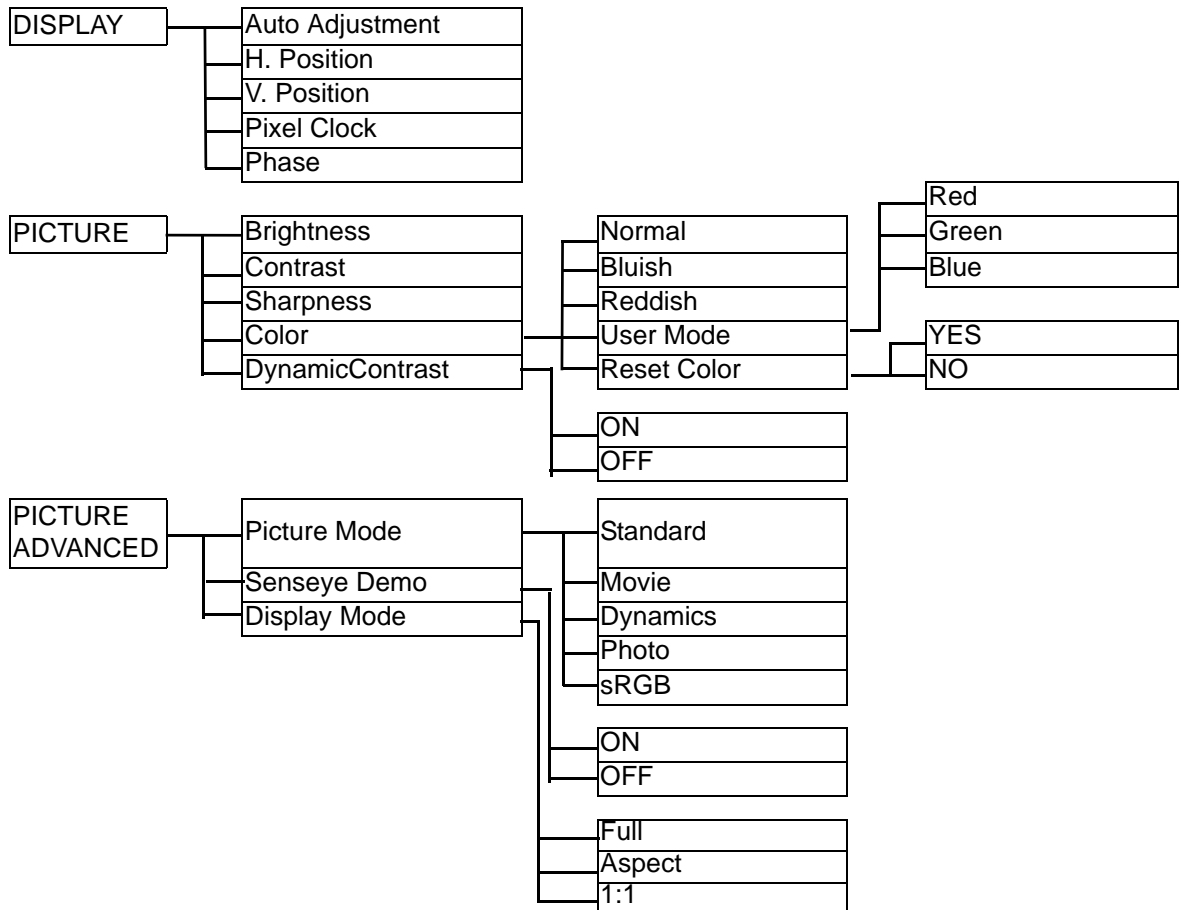 DISPLAY
Auto Adjustment
H. Position
V. Position
Pixel Clock
Phase
PICTURE
Brightness
Contrast
Sharpness
Color
DynamicContrast
Normal
Bluish
Reddish
User Mode
Reset Color
Red
Green
Blue
YES
NO
ON
OFF
PICTURE
ADVANCED
Picture Mode
Senseye Demo
Display Mode
Standard
Movie
Dynamics
Photo
sRGB
ON
OFF
Full
Aspect
1:1